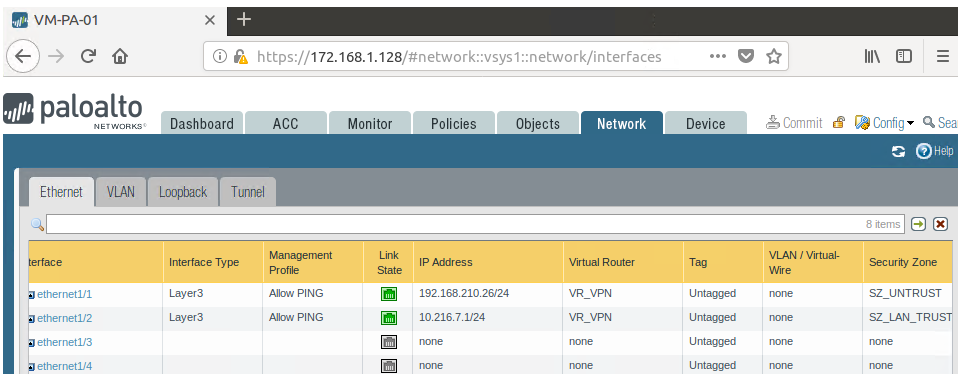 VM-PA-01
https://172.168.1.128/#network::vsys1::network/interfaces
paloalto
NETWORKS®
Dashboard ACC Monitor Policies Objects Network Device Commit Config Sea
Help
Ethernet VLAN Loopback Tunnel
8 items
terface Interface Type Management Profile Link State IP Address Virtual Router Tag VLAN / Virtual-Wire Security Zone
ethernet1/1 Layer3 Allow PING 192.168.210.26/24 VR_VPN Untagged none SZ_UNTRUST
ethernet1/2 Layer3 Allow PING 10.216.7.1/24 VR_VPN Untagged none SZ_LAN_TRUST
ethernet1/3 none none Untagged none none
ethernet1/4 none none Untagged none none